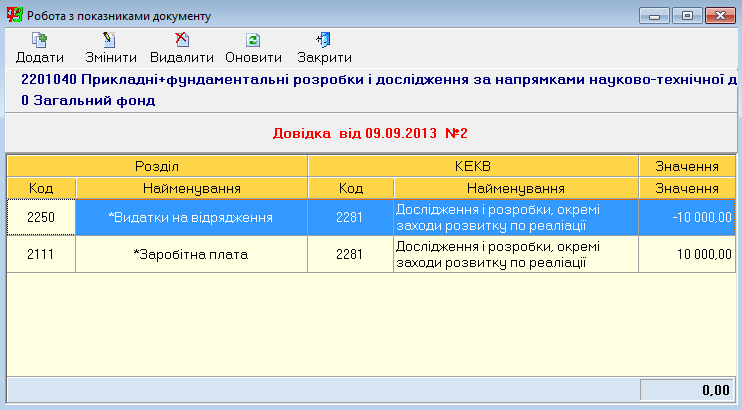 Робота з показниками документу
Додати Змінити Видалити Оновити Закрити
2201040 Прикладні+фундаментальні розробки і дослідження за напрямками науково-технічної д
0 Загальний фонд
Довідка від 09.09.2013 №2
Розділ КЕКВ Значення
Код Найменування Код Найменування Значення
2250 *Видатки на відрядження 2281 Дослідження і розробки, окремі
заходи розвитку по реаліації -10 000,00
2111 *Заробітна плата 2281 Дослідження і розробки, окремі
заходи розвитку по реаліації 10 000,00
0,00